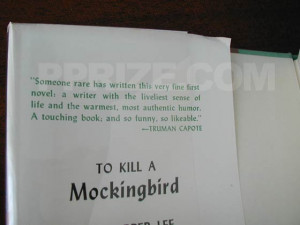 "Someone rare has written this very fine first
novel: a writer with the liveliest sense of
life and the warmest, most authentic humor.
A touching book; and so funny, so likeable."
—TRUMAN CAPOTE
TO KILL A
Mockingbird
LEE